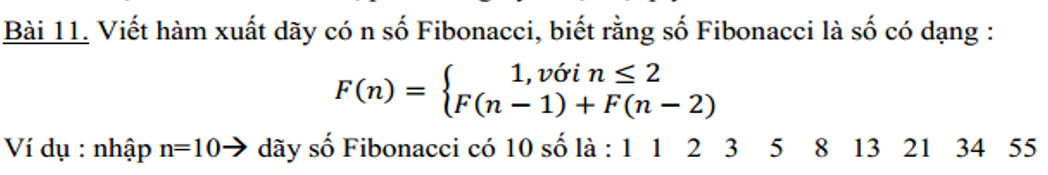 Bài 11. Viết hàm xuất dãy có n số Fibonacci, biết rằng số Fibonacci là số có dạng :
F(n) = { 1, với n ≤ 2
F(n − 1) + F(n − 2)
Ví dụ : nhập n=10→ dãy số Fibonacci có 10 số là : 1 1 2 3 5 8 13 21 34 55